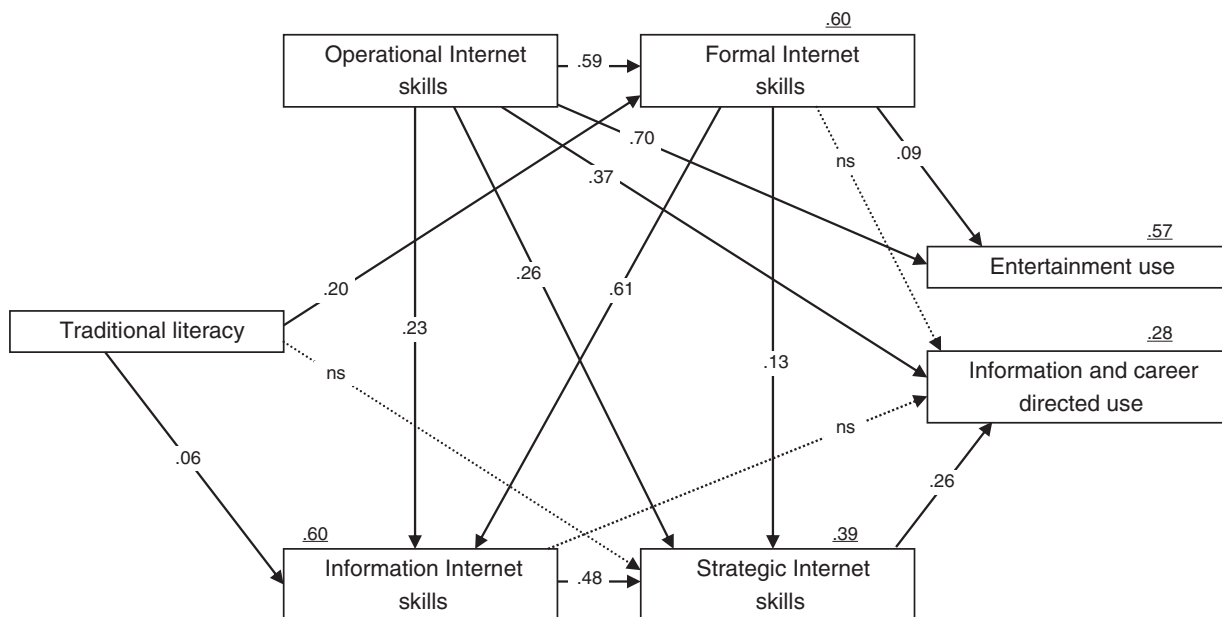 .60
Operational Internet
skills
.59
Formal Internet
skills
.70
ns
.09
.37
.57
Entertainment use
.20
.26
.61
Traditional literacy
.23
.28
ns
.13
Information and career
directed use
ns
.06
.26
.60
.39
Information Internet
skills
.48
Strategic Internet
skills